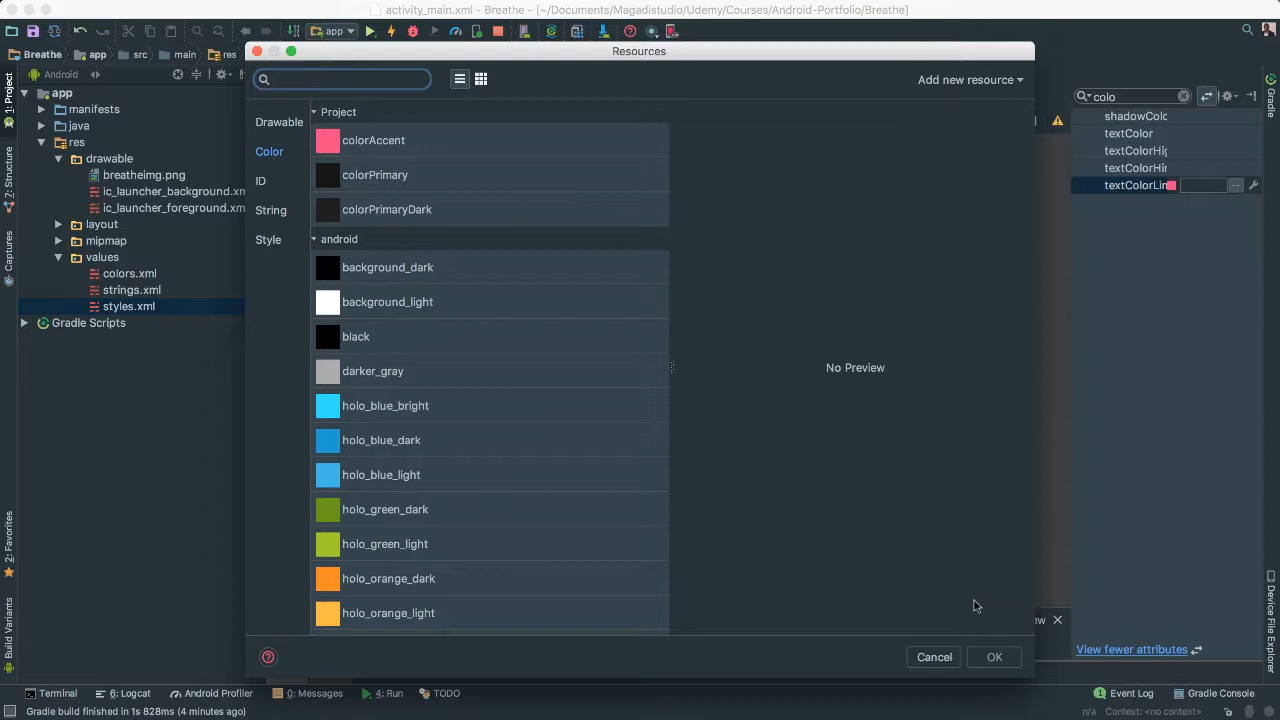 activity_main.xml - Breathe - [~/Documents/Magadistudio/Udemy/Courses/Android-Portfolio/Breathe]
app
Breathe
app
src
main
res
Resources
Android
Add new resource
1: Project
Gradle
colo
app
manifests
java
res
drawable
breatheimg.png
ic_launcher_background.xm
ic_launcher_foreground.xm
layout
mipmap
values
colors.xml
strings.xml
styles.xml
Gradle Scripts
Drawable
Color
ID
String
Style
Project
colorAccent
colorPrimary
colorPrimaryDark
android
background_dark
background_light
black
darker_gray
holo_blue_bright
holo_blue_dark
holo_blue_light
holo_green_dark
holo_green_light
holo_orange_dark
holo_orange_light
No Preview
shadowColo
textColor
textColorHig
textColorHin
textColorLin
7: Structure
Captures
2: Favorites
Build Variants
Device File Explorer
ew
View fewer attributes
Cancel
OK
Terminal
6: Logcat
Android Profiler
0: Messages
4: Run
TODO
1 Event Log
Gradle Console
Gradle build finished in 1s 828ms (4 minutes ago)
n/a Context: <no context>